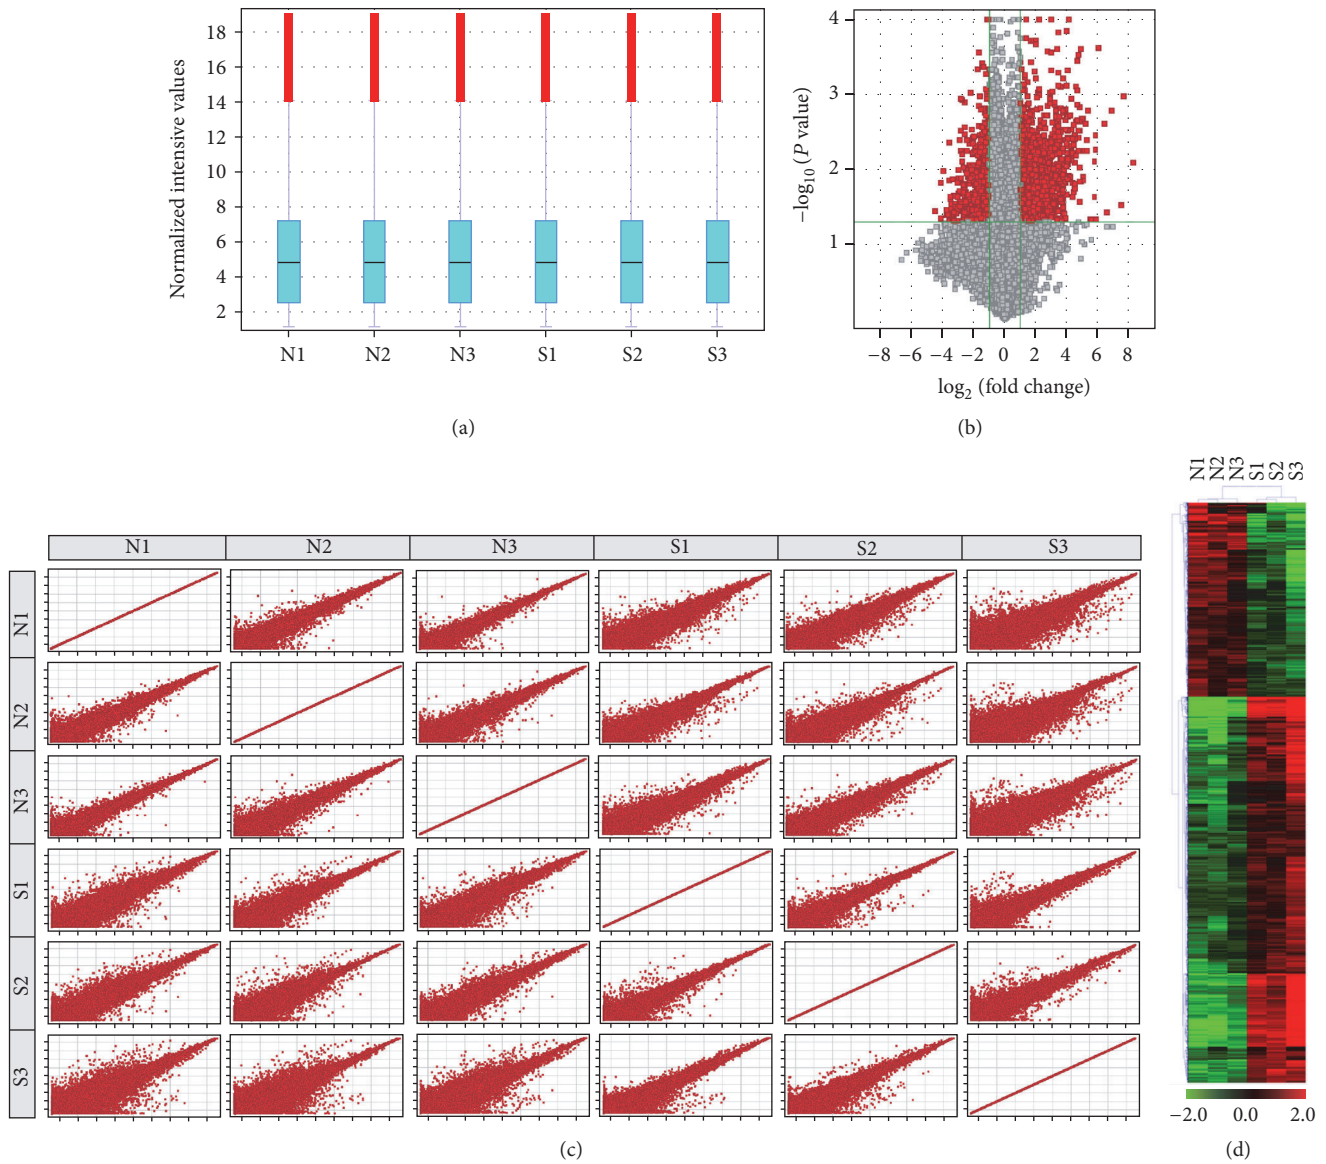 Normalized intensive values
18
16
14
12
10
8
6
4
2
N1 N2 N3 S1 S2 S3
(a)
−log10 (P value)
4
3
2
1
−8 −6 −4 −2 0 2 4 6 8
log2 (fold change)
(b)
N1 N2 N3 S1 S2 S3
N1
N2
N3
S1
S2
S3
(c)
N1 N2 N3 S1 S2 S3
−2.0 0.0 2.0
(d)